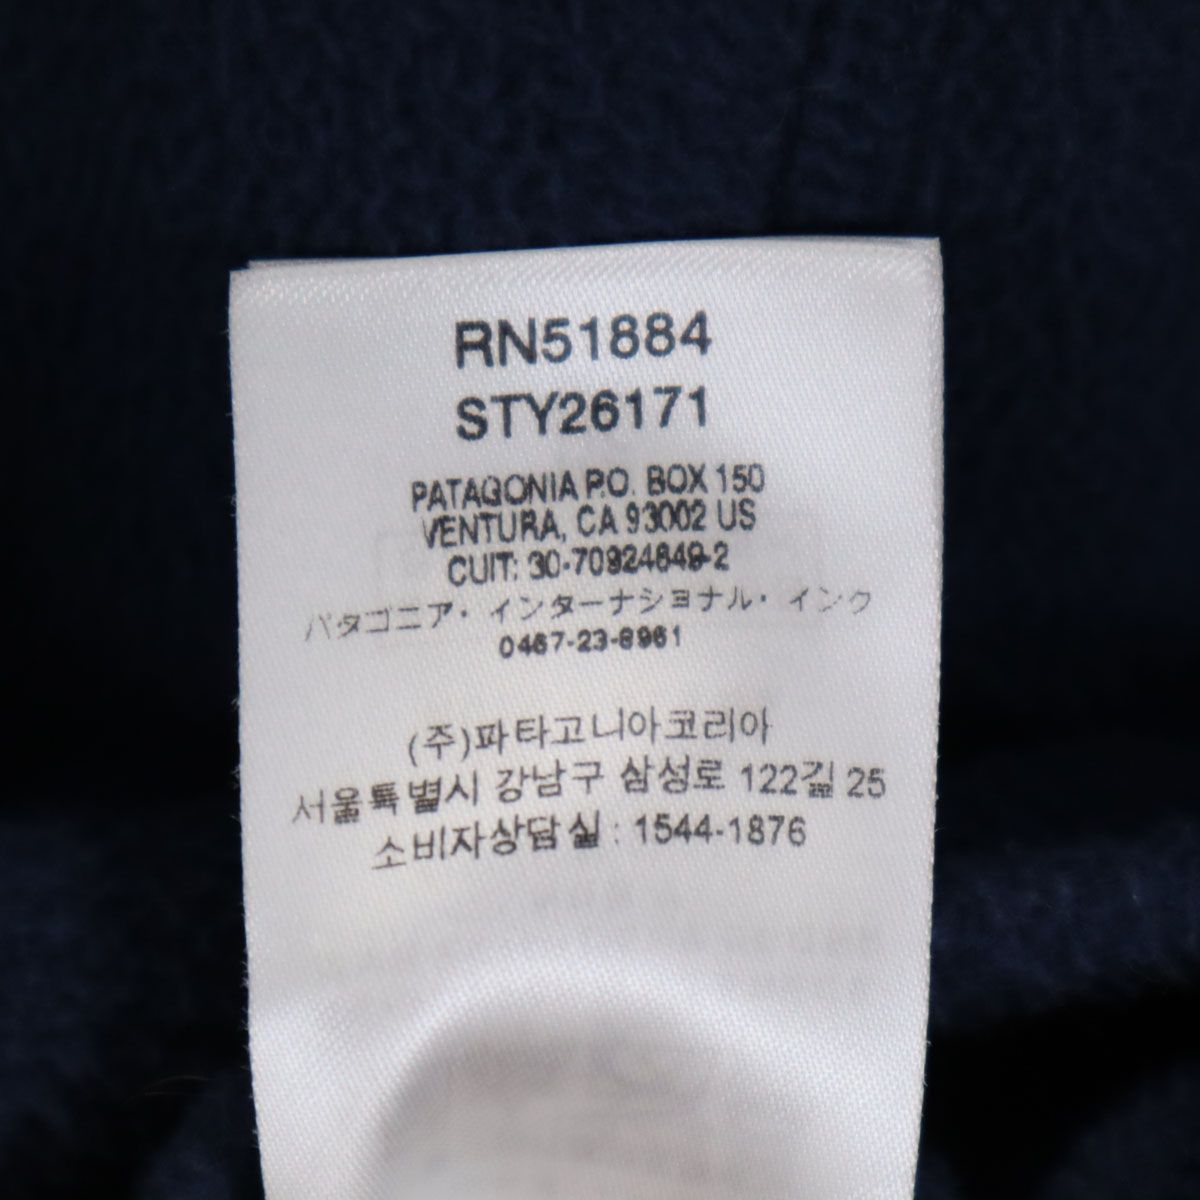 RN51884
STY26171
PATAGONIA P.O. BOX 150
VENTURA, CA 93002 US
CUIT: 30-70924849-2
パタゴニア・インターナショナル・インク
0467-23-8961
(주)파타고니아코리아
서울특별시 강남구 삼성로 122길 25
소비자상담실 : 1544-1876